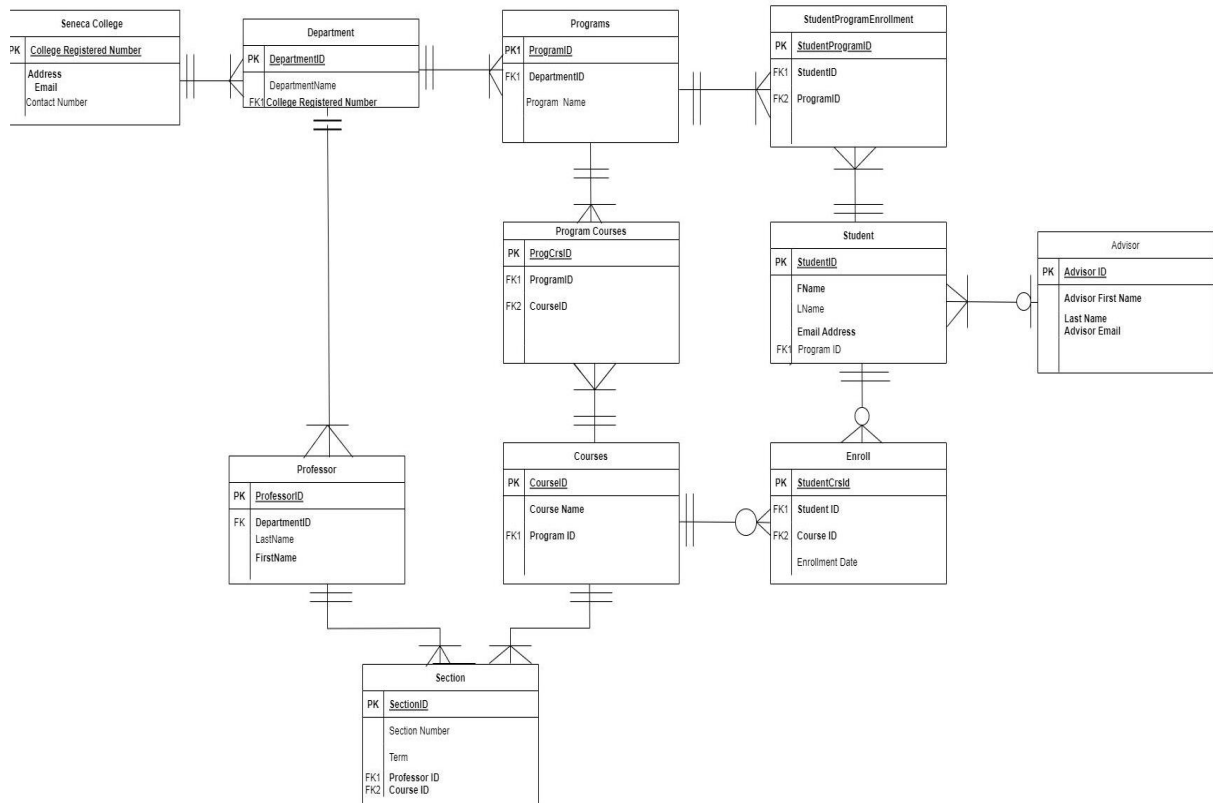 Seneca College
PK College Registered Number
Address
Email
Contact Number
Department
PK DepartmentID
DepartmentName
FK1 College Registered Number
Programs
PK1 ProgramID
FK1 DepartmentID
Program Name
StudentProgramEnrollment
PK StudentProgramID
FK1 StudentID
FK2 ProgramID
Program Courses
PK ProgCrsID
FK1 ProgramID
FK2 CourseID
Student
PK StudentID
FName
LName
Email Address
FK1 Program ID
Advisor
PK Advisor ID
Advisor First Name
Last Name
Advisor Email
Professor
PK ProfessorID
FK DepartmentID
LastName
FirstName
Courses
PK CourseID
Course Name
FK1 Program ID
Enroll
PK StudentCrsId
FK1 Student ID
FK2 Course ID
Enrollment Date
Section
PK SectionID
Section Number
Term
FK1 Professor ID
FK2 Course ID